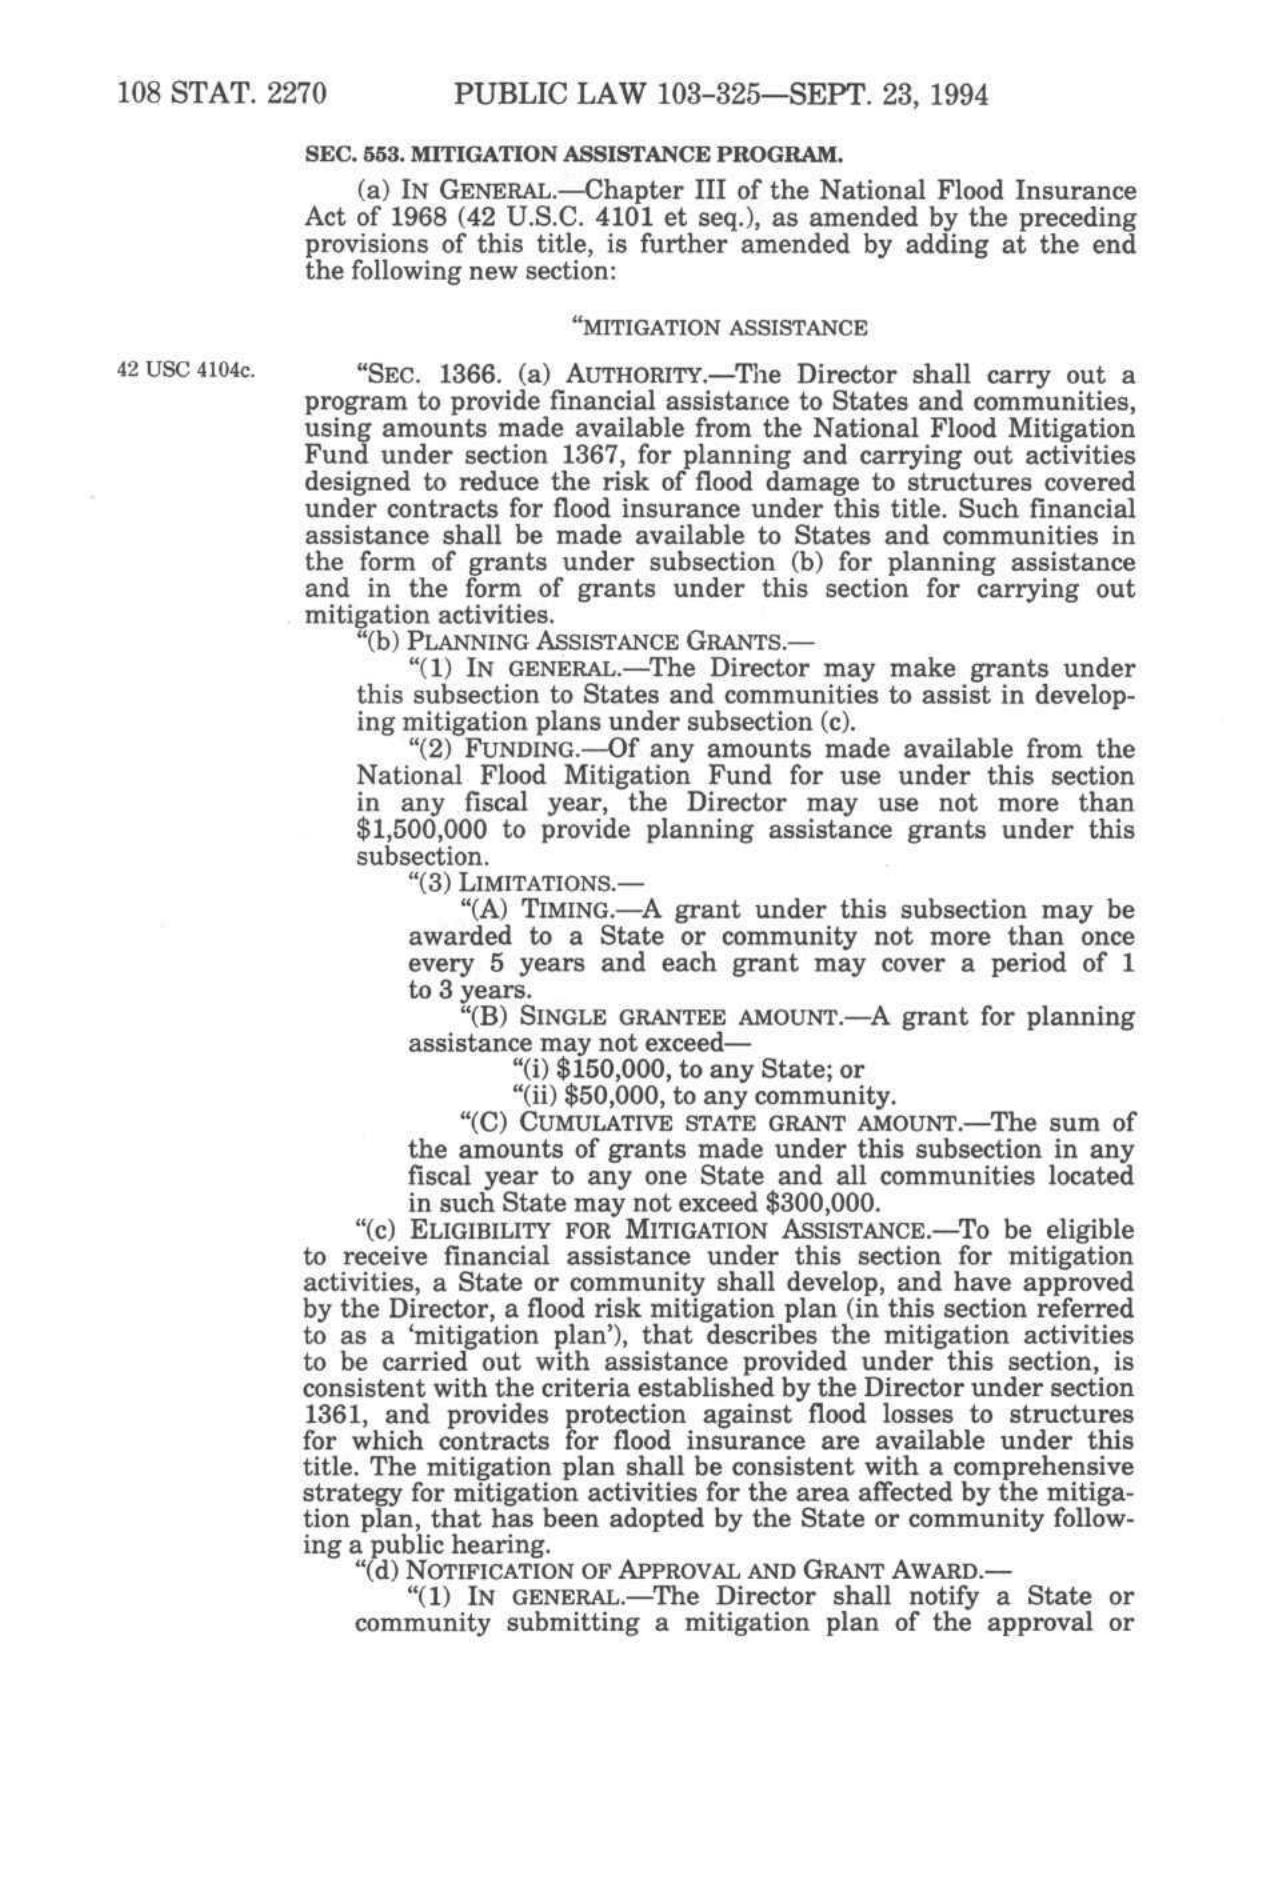 108 STAT. 2270 PUBLIC LAW 103–325—SEPT. 23, 1994
SEC. 553. MITIGATION ASSISTANCE PROGRAM.
(a) IN GENERAL.—Chapter III of the National Flood Insurance
Act of 1968 (42 U.S.C. 4101 et seq.), as amended by the preceding
provisions of this title, is further amended by adding at the end
the following new section:
“MITIGATION ASSISTANCE
42 USC 4104c.
“SEC. 1366. (a) AUTHORITY.—The Director shall carry out a
program to provide financial assistance to States and communities,
using amounts made available from the National Flood Mitigation
Fund under section 1367, for planning and carrying out activities
designed to reduce the risk of flood damage to structures covered
under contracts for flood insurance under this title. Such financial
assistance shall be made available to States and communities in
the form of grants under subsection (b) for planning assistance
and in the form of grants under this section for carrying out
mitigation activities.
“(b) PLANNING ASSISTANCE GRANTS.—
“(1) IN GENERAL.—The Director may make grants under
this subsection to States and communities to assist in develop-
ing mitigation plans under subsection (c).
“(2) FUNDING.—Of any amounts made available from the
National Flood Mitigation Fund for use under this section
in any fiscal year, the Director may use not more than
$1,500,000 to provide planning assistance grants under this
subsection.
“(3) LIMITATIONS.—
“(A) TIMING.—A grant under this subsection may be
awarded to a State or community not more than once
every 5 years and each grant may cover a period of 1
to 3 years.
“(B) SINGLE GRANTEE AMOUNT.—A grant for planning
assistance may not exceed—
“(i) $150,000, to any State; or
“(ii) $50,000, to any community.
“(C) CUMULATIVE STATE GRANT AMOUNT.—The sum of
the amounts of grants made under this subsection in any
fiscal year to any one State and all communities located
in such State may not exceed $300,000.
“(c) ELIGIBILITY FOR MITIGATION ASSISTANCE.—To be eligible
to receive financial assistance under this section for mitigation
activities, a State or community shall develop, and have approved
by the Director, a flood risk mitigation plan (in this section referred
to as a ‘mitigation plan’), that describes the mitigation activities
to be carried out with assistance provided under this section, is
consistent with the criteria established by the Director under section
1361, and provides protection against flood losses to structures
for which contracts for flood insurance are available under this
title. The mitigation plan shall be consistent with a comprehensive
strategy for mitigation activities for the area affected by the mitiga-
tion plan, that has been adopted by the State or community follow-
ing a public hearing.
“(d) NOTIFICATION OF APPROVAL AND GRANT AWARD.—
“(1) IN GENERAL.—The Director shall notify a State or
community submitting a mitigation plan of the approval or